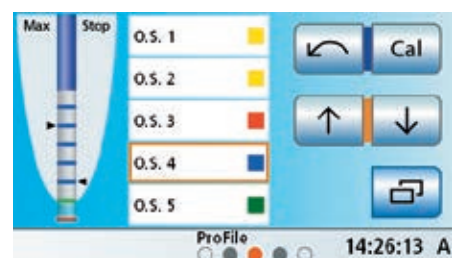 Max Stop
O.S. 1
O.S. 2
O.S. 3
O.S. 4
O.S. 5
Cal
ProFile
14:26:13 A